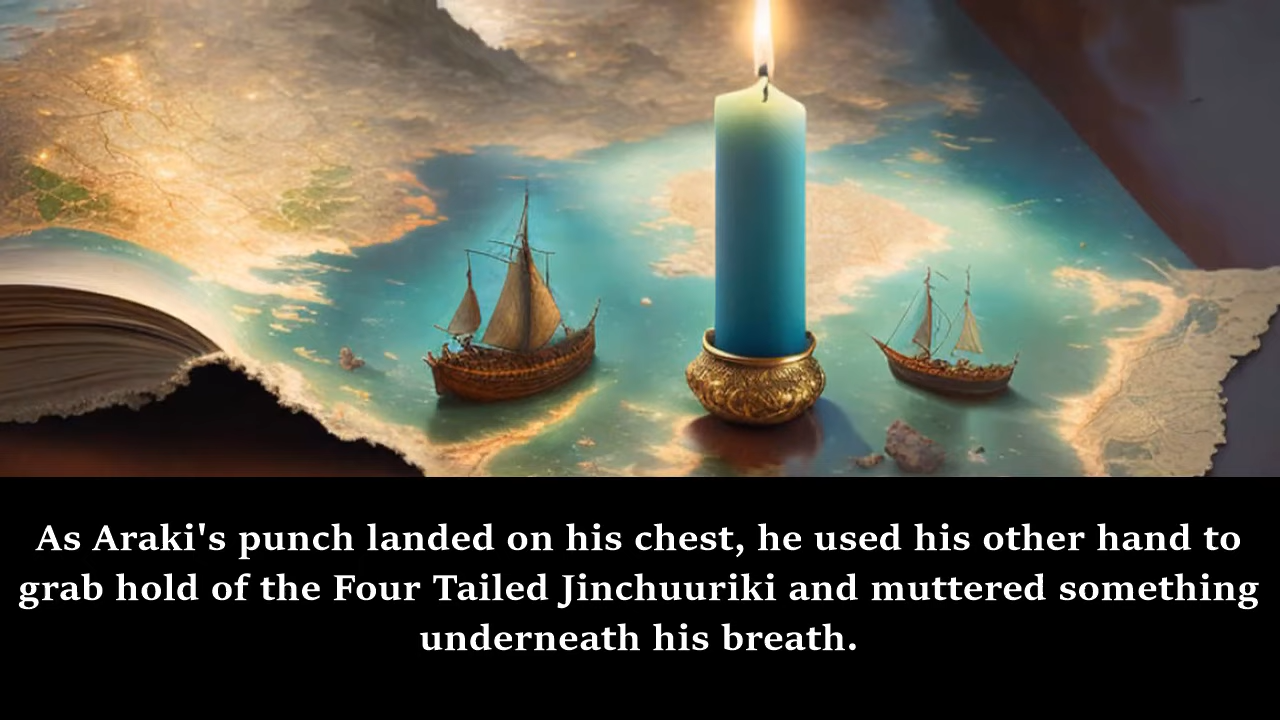 As Araki's punch landed on his chest, he used his other hand to
grab hold of the Four Tailed Jinchuuriki and muttered something
underneath his breath.